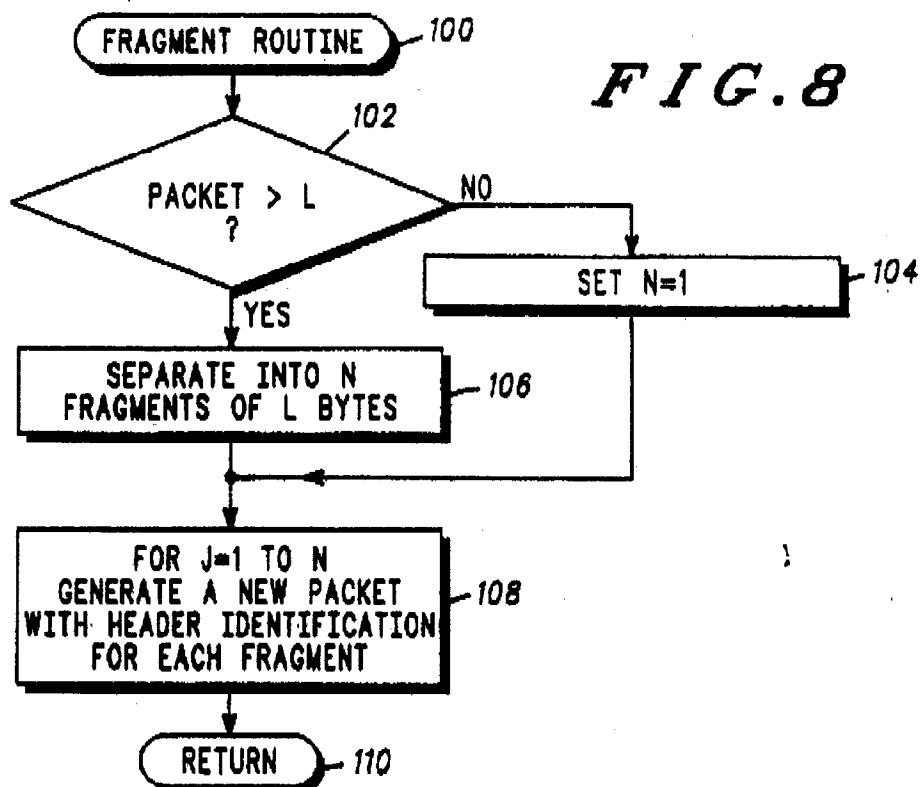 FRAGMENT ROUTINE
100
FIG.8
102
PACKET > L
?
NO
SET N=1
104
YES
SEPARATE INTO N
FRAGMENTS OF L BYTES
106
FOR J=1 TO N
GENERATE A NEW PACKET
WITH HEADER IDENTIFICATION
FOR EACH FRAGMENT
108
RETURN
110